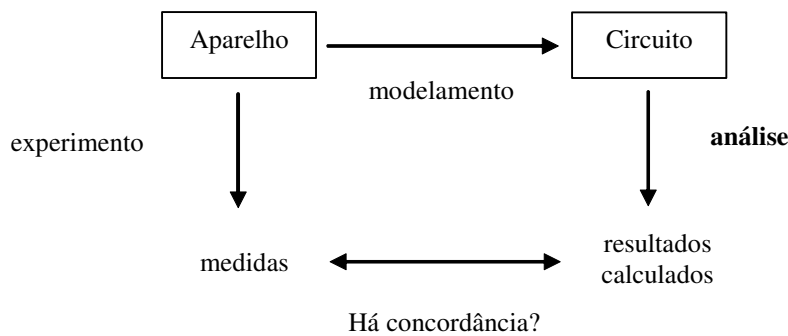 Aparelho
Circuito
modelamento
experimento
análise
medidas
resultados
calculados
Há concordância?